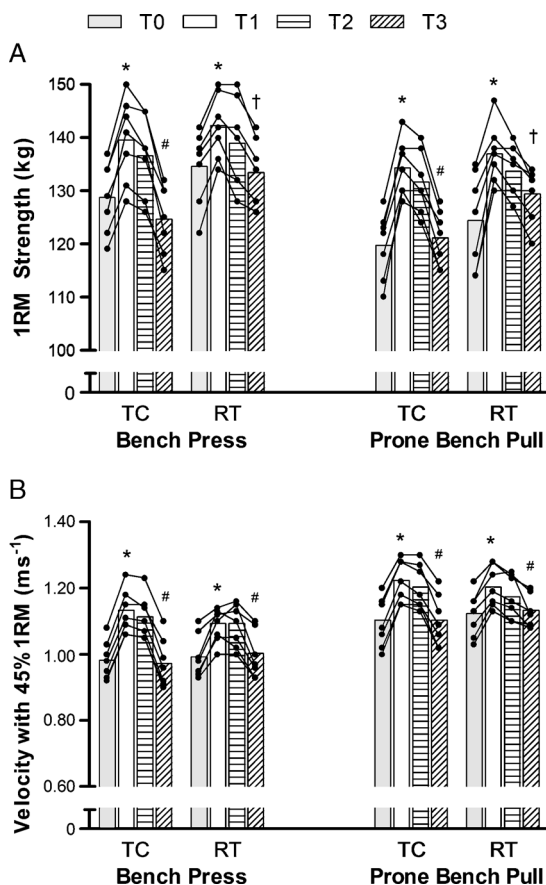 T0 T1 T2 T3
A
1RM Strength (kg)
150
140
130
120
110
100
0
* # * † * # * †
TC RT TC RT
Bench Press Prone Bench Pull
B
Velocity with 45% 1RM (ms-1)
1.40
1.20
1.00
0.80
0.60
0
* # * # * # * #
TC RT TC RT
Bench Press Prone Bench Pull